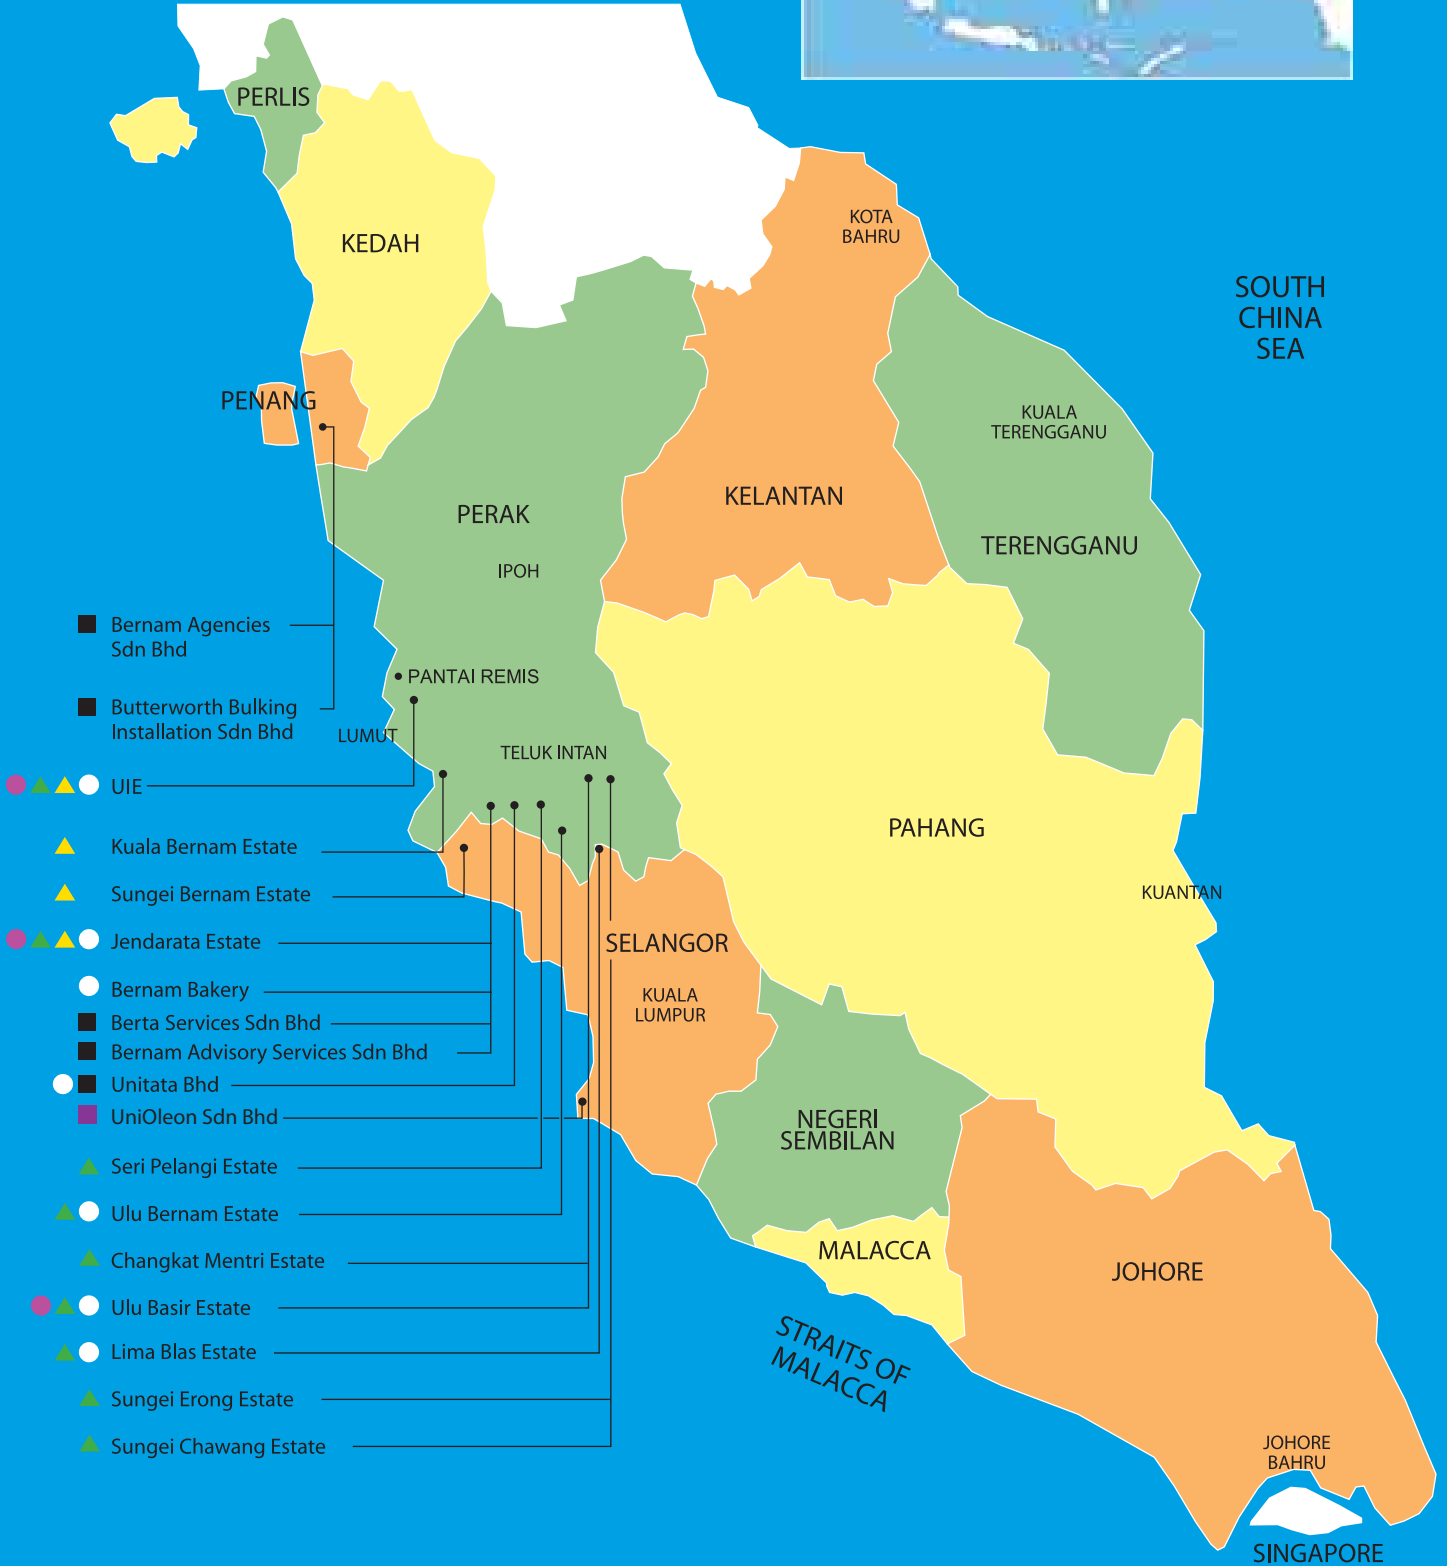 PERLIS
KEDAH
KOTA
BAHRU
SOUTH
CHINA
SEA
PENANG
KUALA
TERENGGANU
KELANTAN
PERAK
TERENGGANU
IPOH
Bernam Agencies
Sdn Bhd
PANTAI REMIS
Butterworth Bulking
Installation Sdn Bhd
LUMUT
TELUK INTAN
UIE
PAHANG
Kuala Bernam Estate
KUANTAN
Sungei Bernam Estate
Jendarata Estate
SELANGOR
Bernam Bakery
KUALA
LUMPUR
Berta Services Sdn Bhd
Bernam Advisory Services Sdn Bhd
Unitata Bhd
UniOleon Sdn Bhd
NEGERI
SEMBILAN
Seri Pelangi Estate
Ulu Bernam Estate
MALACCA
Changkat Mentri Estate
JOHORE
Ulu Basir Estate
STRAITS OF
MALACCA
Lima Blas Estate
Sungei Erong Estate
Sungei Chawang Estate
JOHORE
BAHRU
SINGAPORE